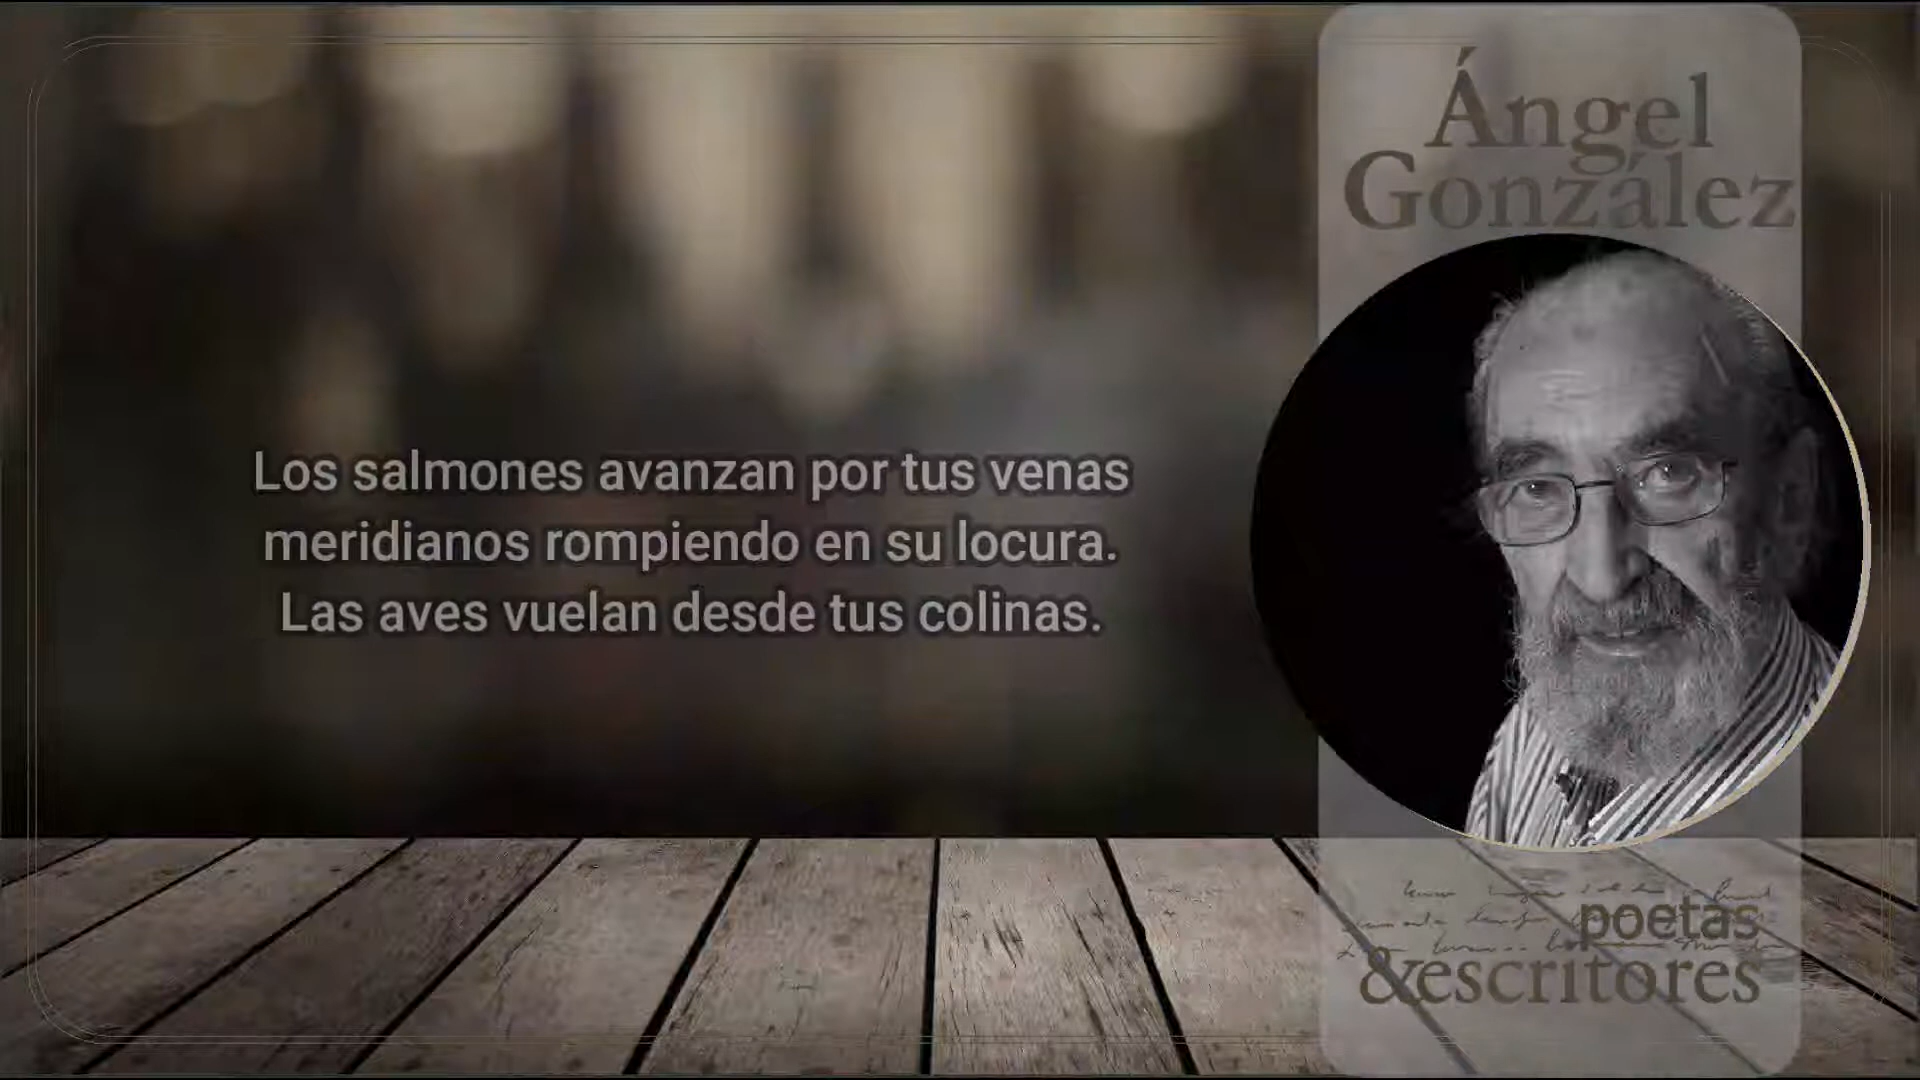 Ángel
González
Los salmones avanzan por tus venas
meridianos rompiendo en su locura.
Las aves vuelan desde tus colinas.
poetas
&escritores